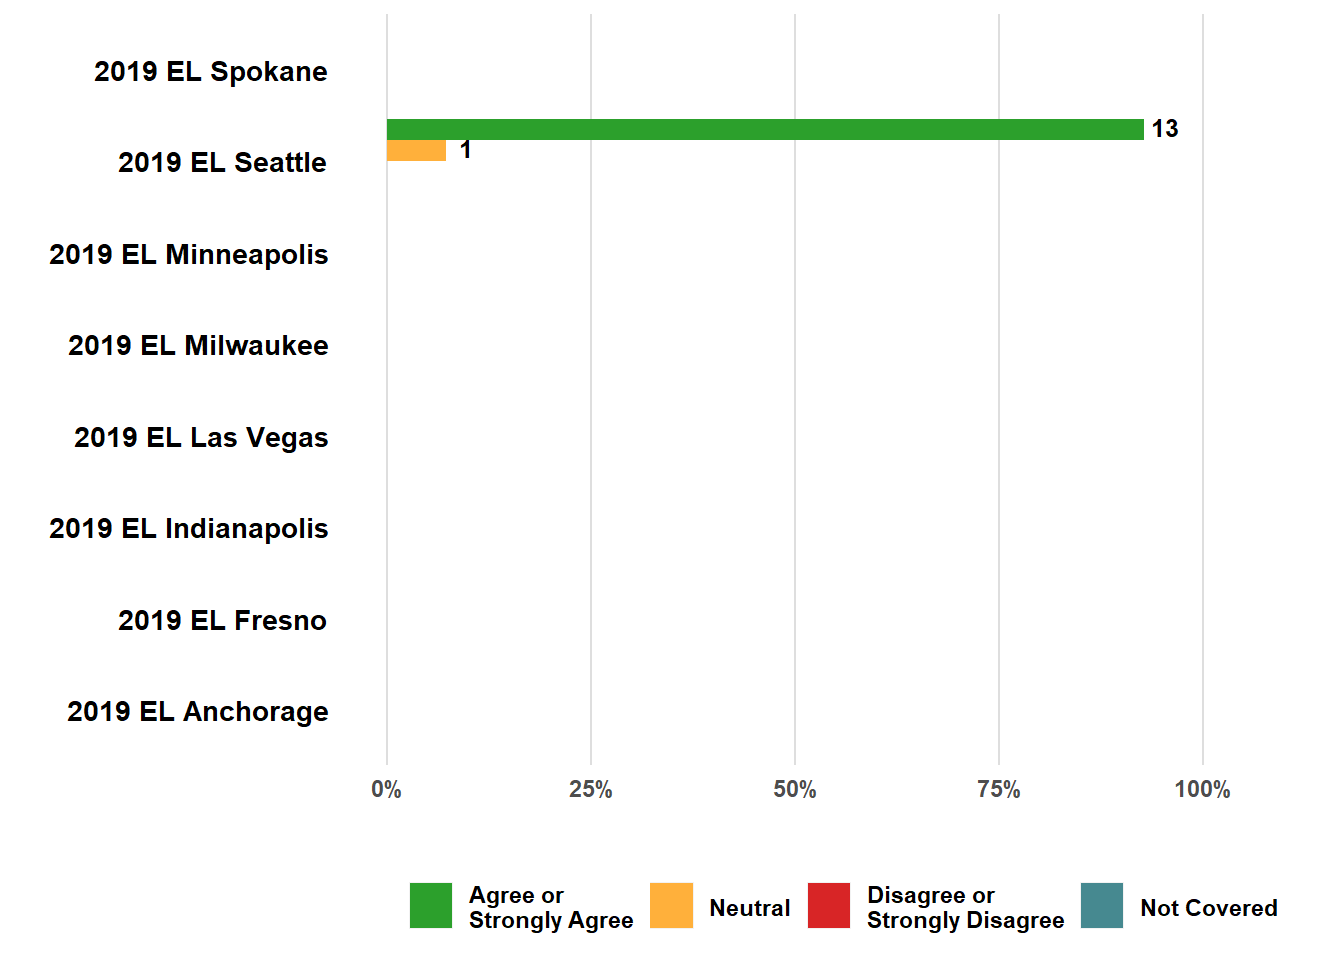 2019 EL Spokane
13
1
2019 EL Seattle
2019 EL Minneapolis
2019 EL Milwaukee
2019 EL Las Vegas
2019 EL Indianapolis
2019 EL Fresno
2019 EL Anchorage
0% 25% 50% 75% 100%
Agree or
Strongly Agree
Neutral
Disagree or
Strongly Disagree
Not Covered